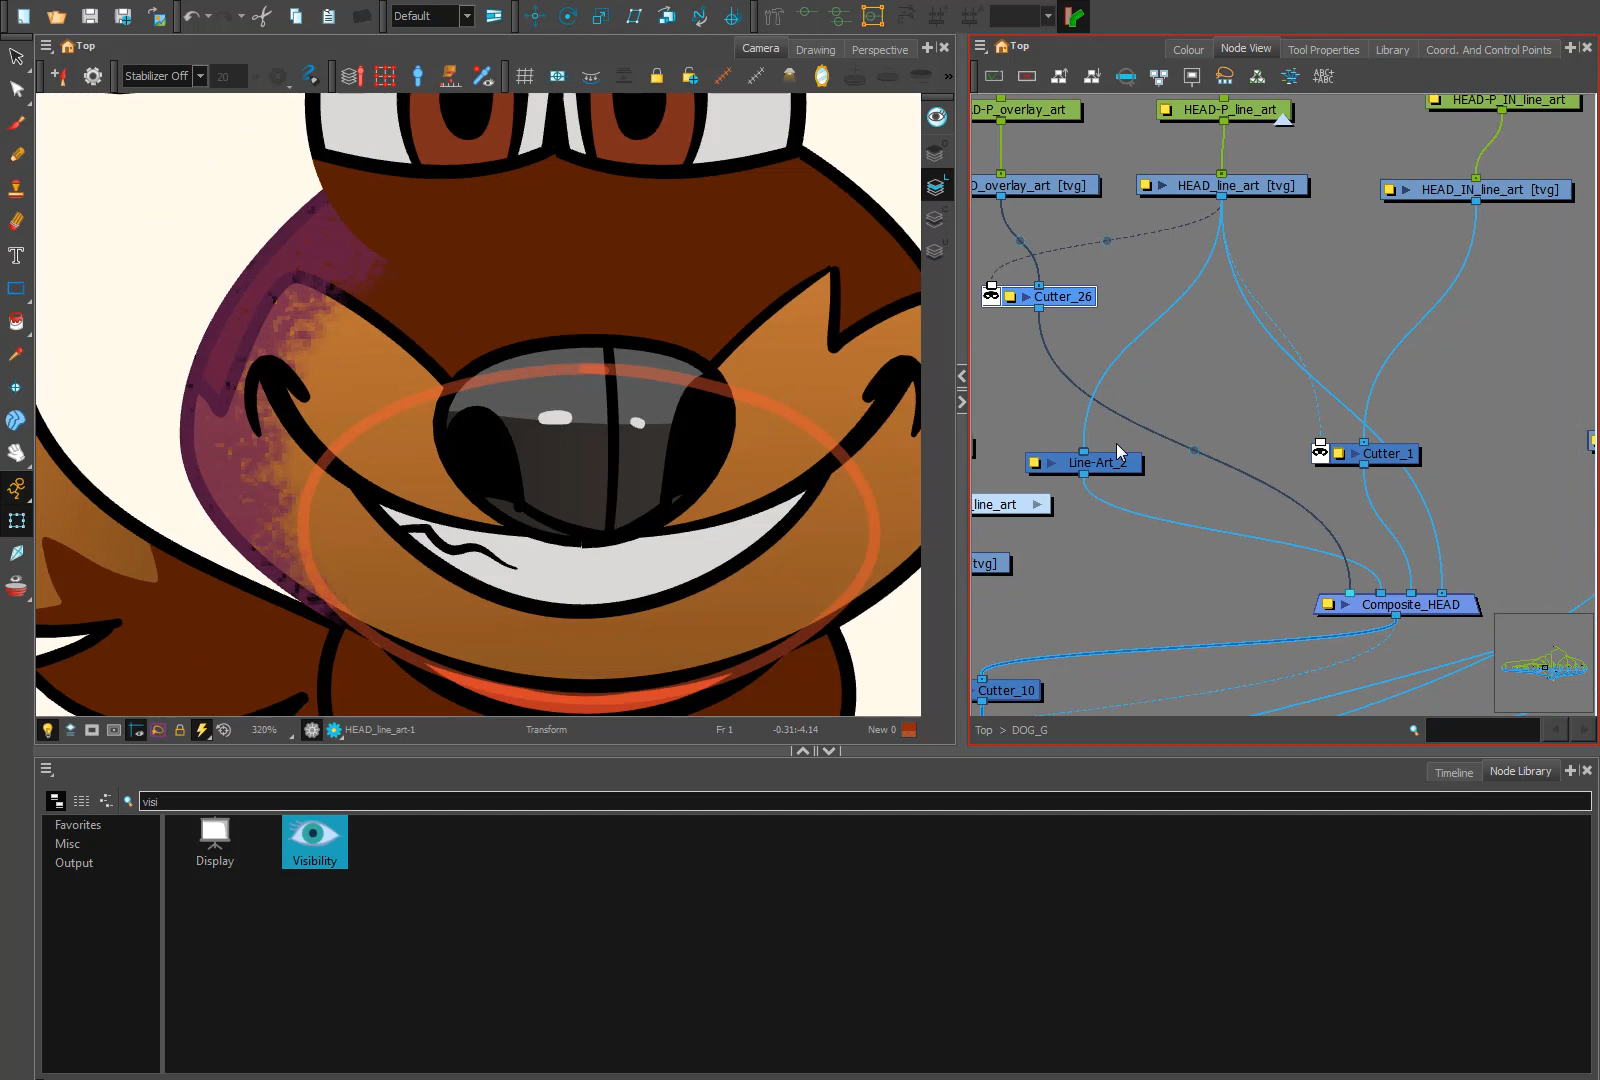 Default
Top
Camera
Drawing
Perspective
Top
Colour
Node View
Tool Properties
Library
Coord. And Control Points
Stabilizer Off
20
ABC+
+ABC
D-P_overlay_art
HEAD-P_line_art
HEAD-P_IN_line_art
D_overlay_art [tvg]
HEAD_line_art [tvg]
HEAD_IN_line_art [tvg]
Cutter_26
Line-Art_2
Cutter_1
line_art
tvg]
Composite_HEAD
Cutter_10
320%
HEAD_line_art-1
Transform
Fr 1
-0.31:-4.14
New 0
Top > DOG_G
Timeline
Node Library
visi
Favorites
Misc
Output
Display
Visibility